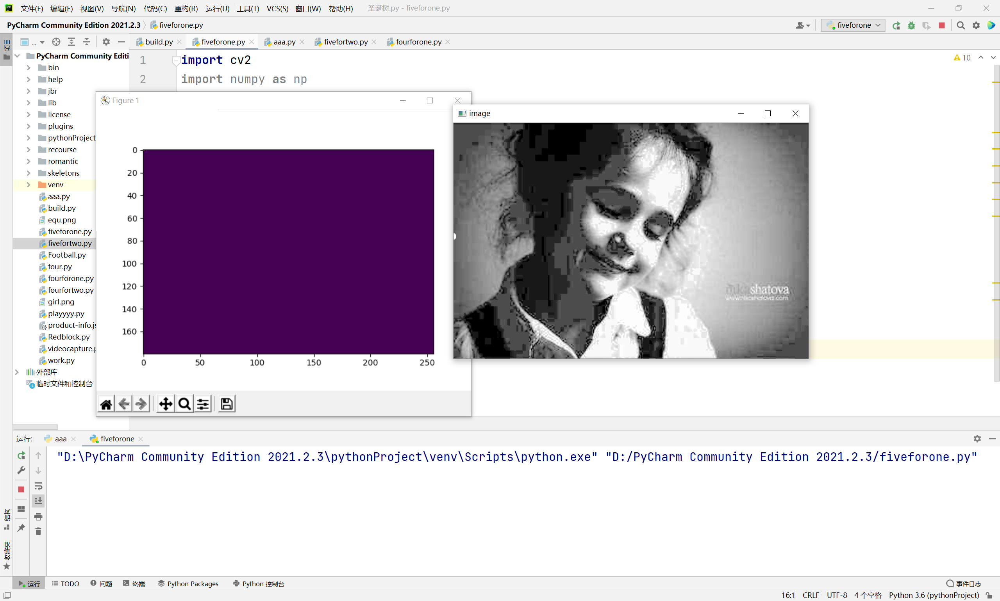 文件(F) 编辑(E) 视图(V) 导航(N) 代码(C) 重构(R) 运行(U) 工具(T) VCS(S) 窗口(W) 帮助(H) 圣诞树.py - fiveforone.py
PyCharm Community Edition 2021.2.3 fiveforone.py fiveforone
项目 ... build.py fiveforone.py aaa.py fivefortwo.py fourforone.py
PyCharm Community Editi
bin
help
jbr
lib
license
plugins
pythonProject
recourse
romantic
skeletons
venv
aaa.py
build.py
equ.png
fiveforone.py
fivefortwo.py
Football.py
four.py
fourforone.py
fourfortwo.py
girl.png
playyyy.py
product-info.js
Redblock.py
videocapture.p
work.py
外部库
临时文件和控制台
1 import cv2
2 import numpy as np
10
Figure 1
0
20
40
60
80
100
120
140
160
0 50 100 150 200 250
image
shatova
运行: aaa fiveforone
"D:\PyCharm Community Edition 2021.2.3\pythonProject\venv\Scripts\python.exe" "D:/PyCharm Community Edition 2021.2.3/fiveforone.py"
结构
收藏夹
运行 TODO 问题 终端 Python Packages Python 控制台 事件日志
16:1 CRLF UTF-8 4 个空格 Python 3.6 (pythonProject)